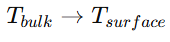 T_{bulk} → T_{surface}